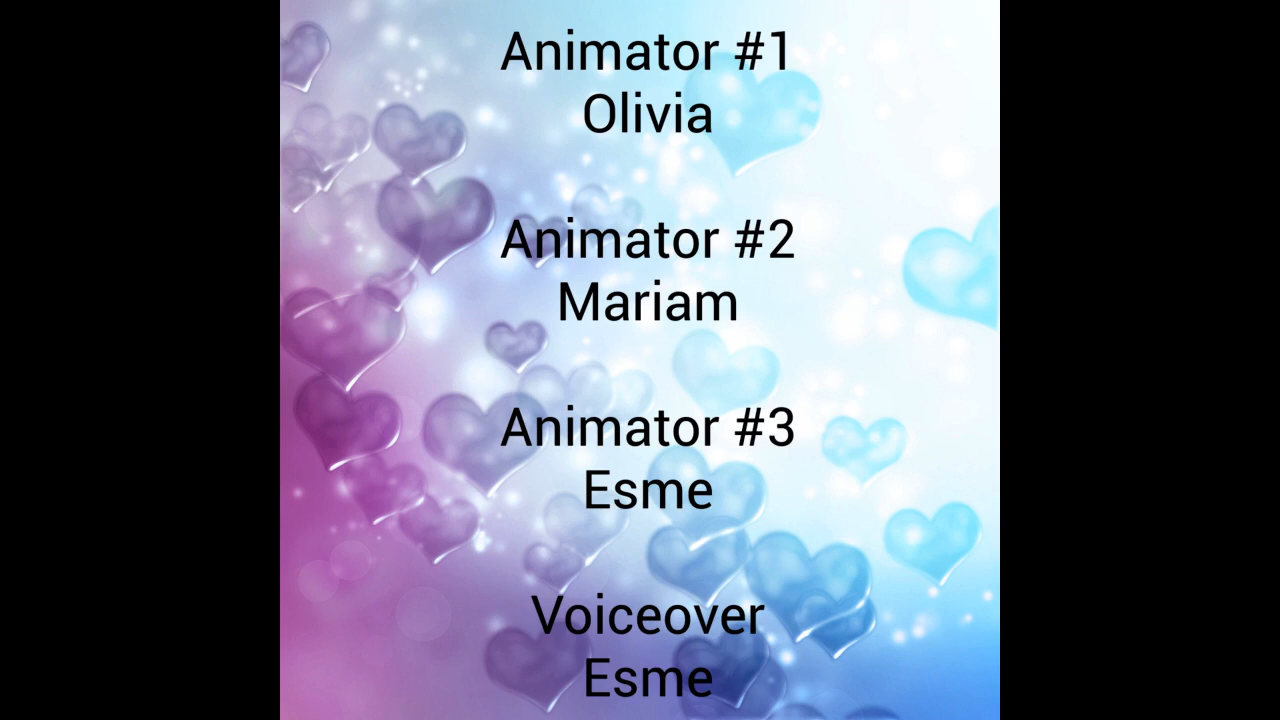 Animator #1
Olivia
Animator #2
Mariam
Animator #3
Esme
Voiceover
Esme